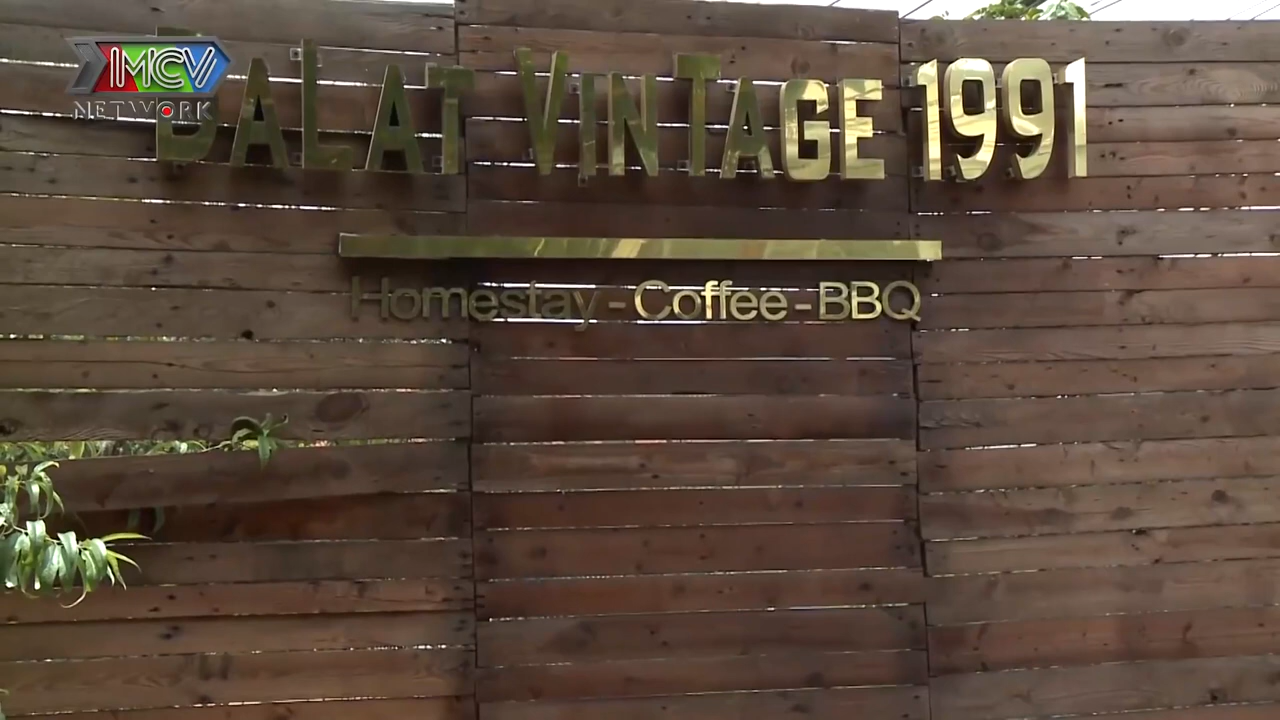 MCV
NETWORK
DALAT VINTAGE 1991
Homestay - Coffee - BBQ